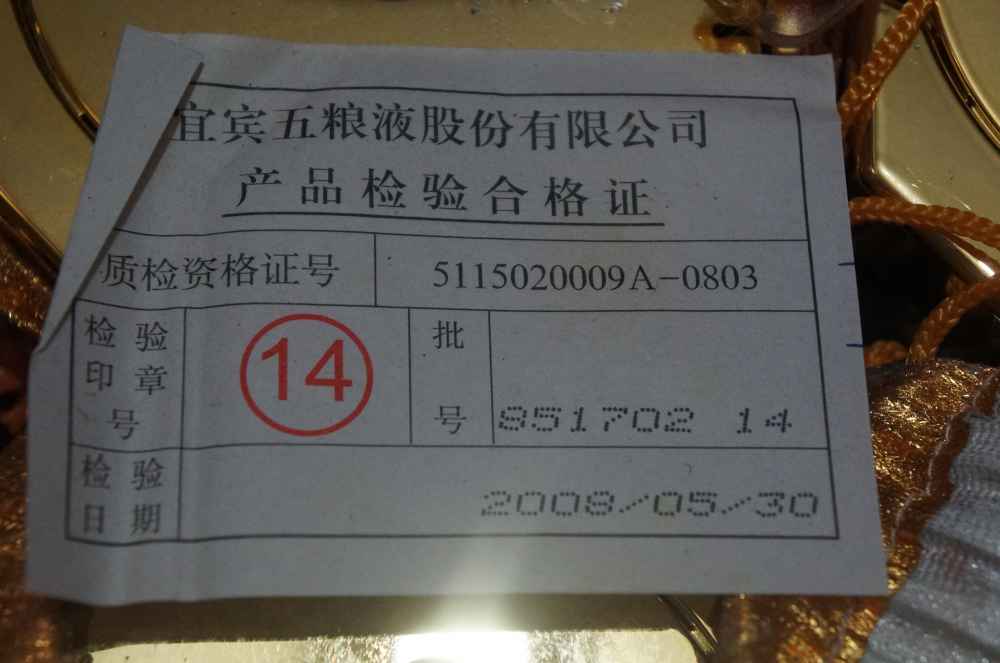 宜宾五粮液股份有限公司
产品检验合格证
质检资格证号 5115020009A-0803
检验印章号 14 批号 851702 14
检验日期 2008/05/30